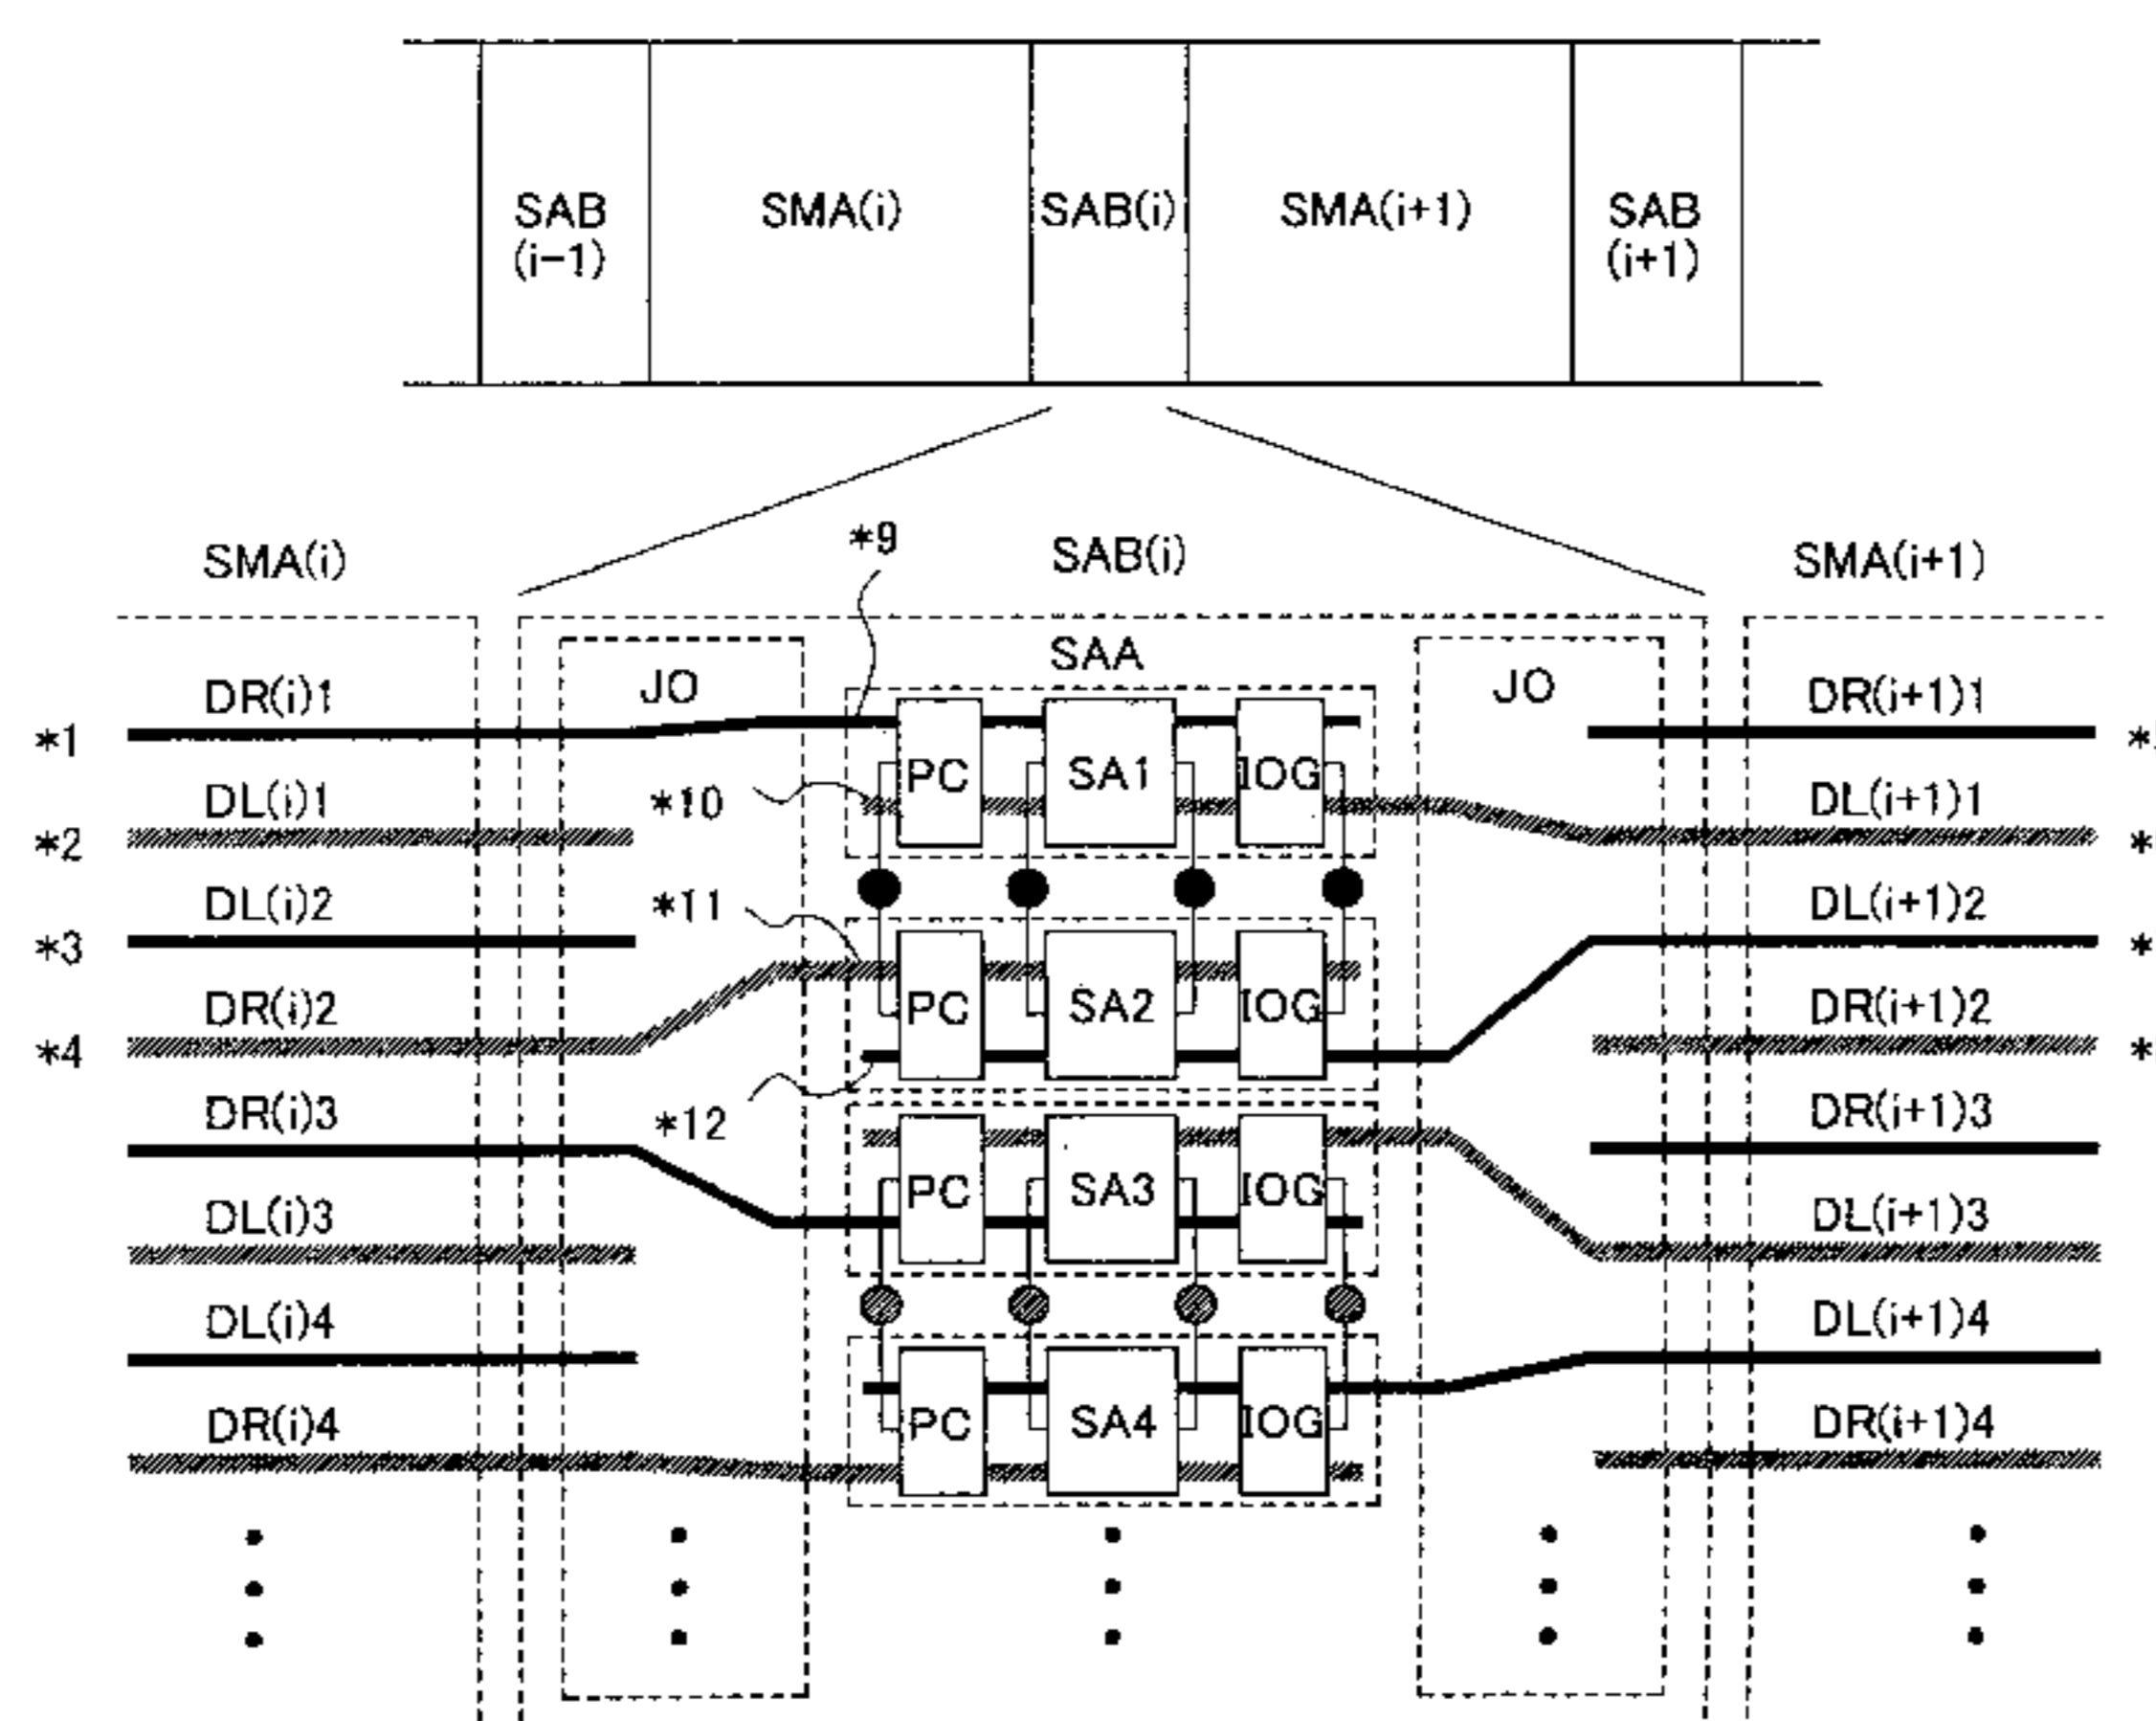 SAB
(i-1)
SMA(i)
SAB(i)
SMA(i+1)
SAB
(i+1)
*9
SMA(i)
SAB(i)
SMA(i+1)
SAA
JO
JO
DR(i)1
DR(i+1)1
*1
PC
SA1
IOG
DL(i)1
*10
DL(i+1)1
*2
*
DL(i)2
*11
DL(i+1)2
*3
*
DR(i)2
PC
SA2
IOG
DR(i+1)2
*4
*
DR(i)3
*12
DR(i+1)3
PC
SA3
IOG
DL(i)3
DL(i+1)3
DL(i)4
DL(i+1)4
DR(i)4
PC
SA4
IOG
DR(i+1)4